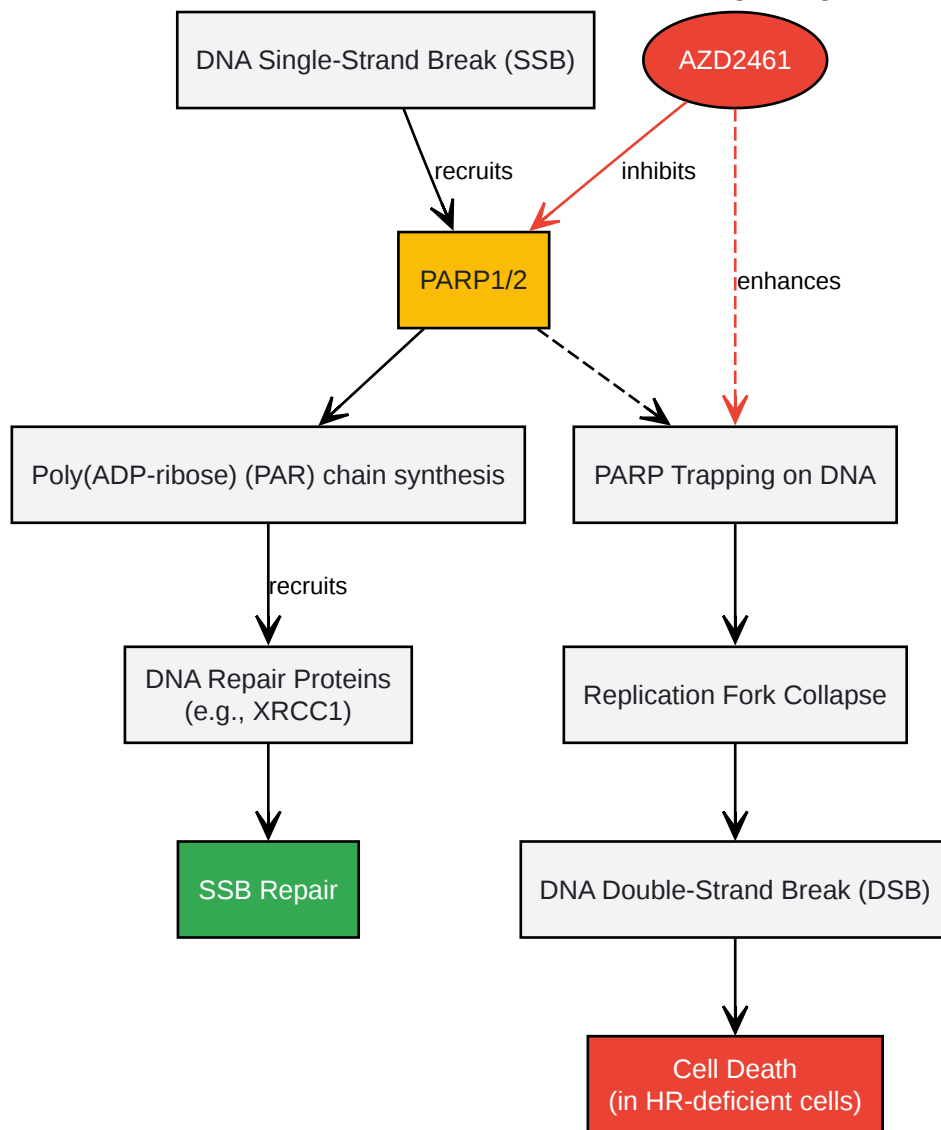 DNA Single-Strand Break (SSB)
AZD2461
recruits
inhibits
PARP1/2
enhances
Poly(ADP-ribose) (PAR) chain synthesis
PARP Trapping on DNA
recruits
DNA Repair Proteins
(e.g., XRCC1)
Replication Fork Collapse
SSB Repair
DNA Double-Strand Break (DSB)
Cell Death
(in HR-deficient cells)